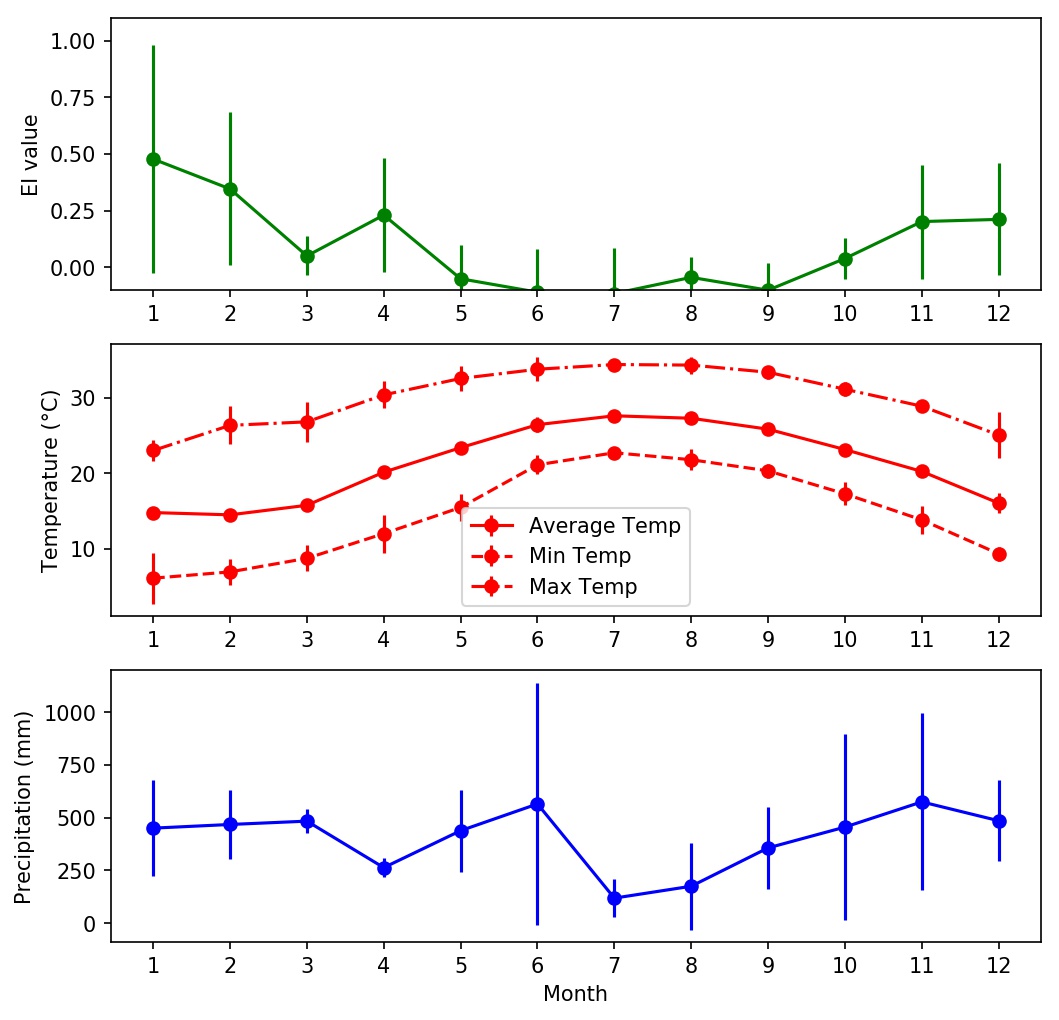 EI value
1.00
0.75
0.50
0.25
0.00
1 2 3 4 5 6 7 8 9 10 11 12
Temperature (°C)
30
20
10
Average Temp
Min Temp
Max Temp
1 2 3 4 5 6 7 8 9 10 11 12
Precipitation (mm)
1000
750
500
250
0
1 2 3 4 5 6 7 8 9 10 11 12
Month